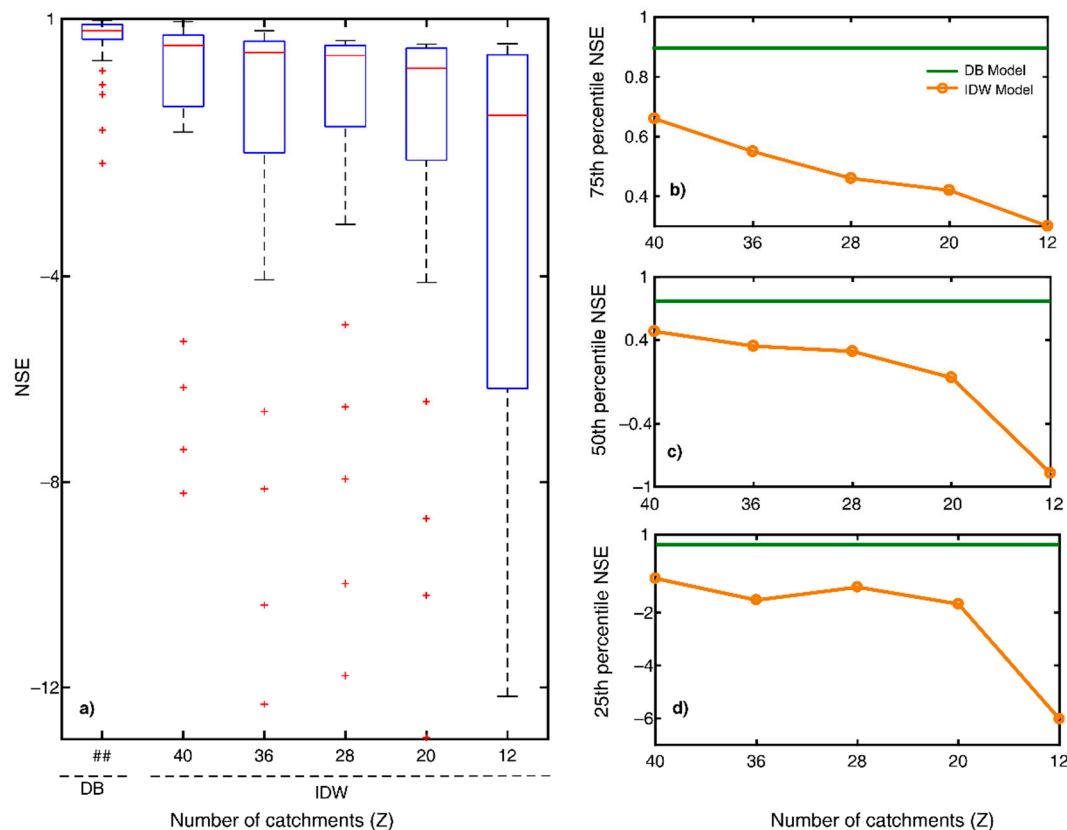 1
−4
−8
−12
NSE
a)
## 40 36 28 20 12
DB IDW
Number of catchments (Z)
1
0.8
0.6
0.4
75th percentile NSE
DB Model
IDW Model
b)
40 36 28 20 12
1
0.4
−0.4
−1
50th percentile NSE
c)
40 36 28 20 12
1
−2
−4
−6
25th percentile NSE
d)
40 36 28 20 12
Number of catchments (Z)